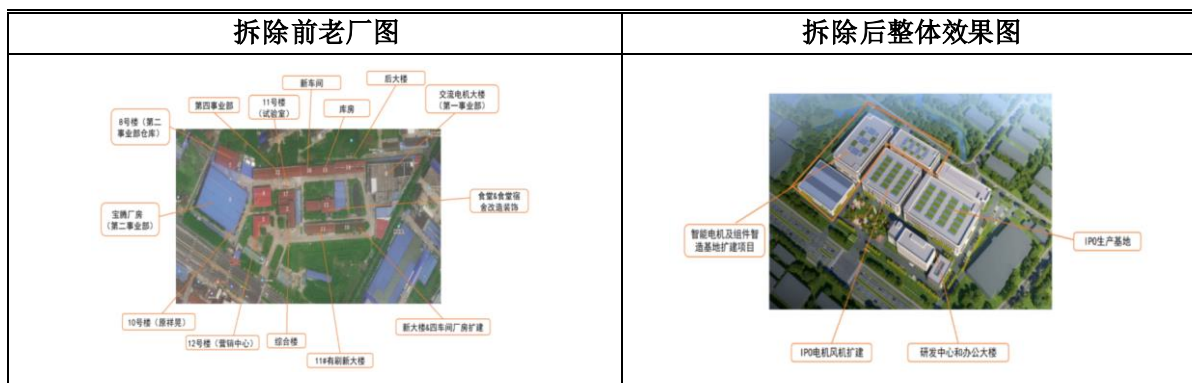 拆除前老厂图
拆除后整体效果图
新车间
后大楼
第四事业部
11号楼
（试验室）
库房
交流电机大楼
（第一事业部）
8号楼（第二
事业部仓库）
宝腾厂房
（第二事业部）
食堂&食堂宿
舍改造装饰
10号楼（原祥晃）
12号楼（营销中心）
综合楼
11#有刷新大楼
新大楼&四车间厂房扩建
智能电机及组件智
造基地扩建项目
IPO生产基地
IPO电机风机扩建
研发中心和办公大楼